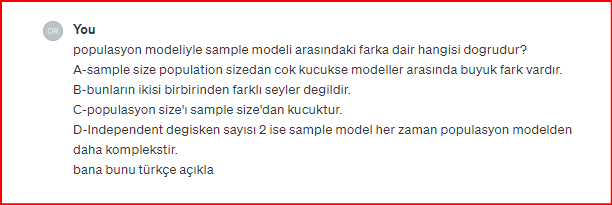 OR
You
populasyon modeliyle sample modeli arasındaki farka dair hangisi dogrudur?
A-sample size population sizedan cok kucukse modeller arasında buyuk fark vardır.
B-bunların ikisi birbirinden farklı seyler degildir.
C-populasyon size'ı sample size'dan kucuktur.
D-Independent degisken sayısı 2 ise sample model her zaman populasyon modelden
daha komplekstir.
bana bunu türkçe açıkla